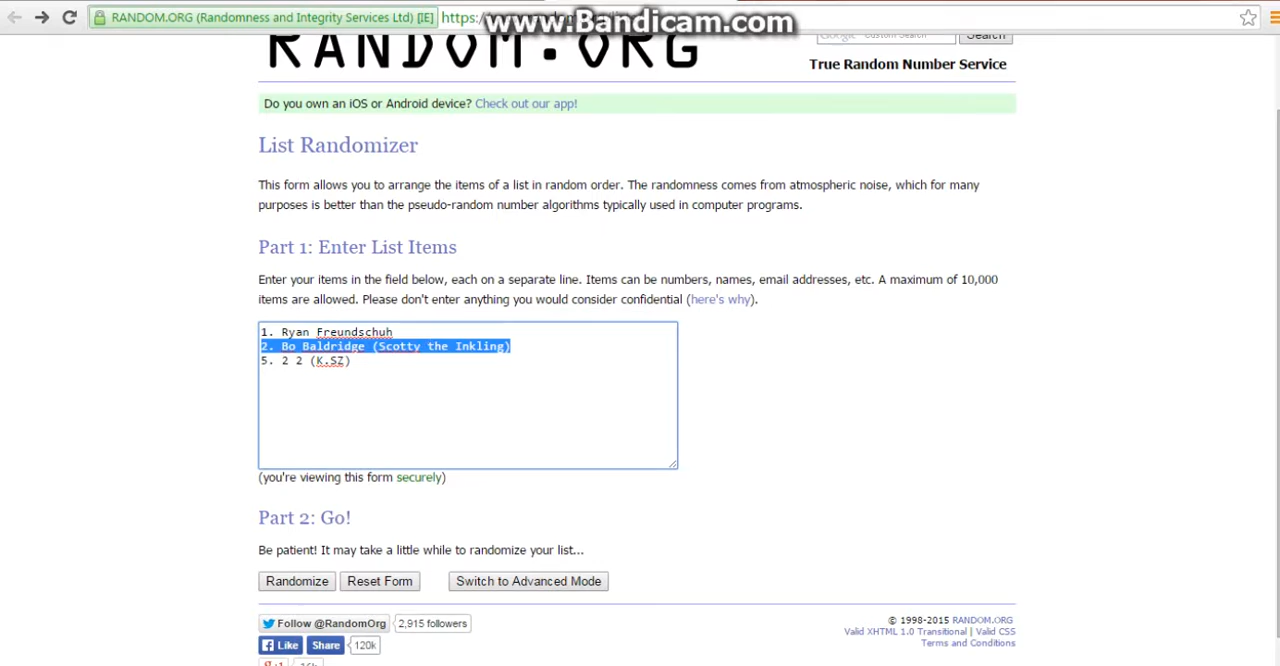 RANDOM.ORG (Randomness and Integrity Services Ltd) [IE] https:/
www.Bandicam.com
RANDOM.ORG
Google Custom Search Search
True Random Number Service
Do you own an iOS or Android device? Check out our app!
List Randomizer
This form allows you to arrange the items of a list in random order. The randomness comes from atmospheric noise, which for many
purposes is better than the pseudo-random number algorithms typically used in computer programs.
Part 1: Enter List Items
Enter your items in the field below, each on a separate line. Items can be numbers, names, email addresses, etc. A maximum of 10,000
items are allowed. Please don't enter anything you would consider confidential (here's why).
1. Ryan Freundschuh
2. Bo Baldridge (Scotty the Inkling)
5. 2 2 (K.SZ)
(you're viewing this form securely)
Part 2: Go!
Be patient! It may take a little while to randomize your list...
Randomize Reset Form Switch to Advanced Mode
Follow @RandomOrg 2,915 followers
© 1998-2015 RANDOM.ORG
Valid XHTML 1.0 Transitional | Valid CSS
Terms and Conditions
Like Share 120k